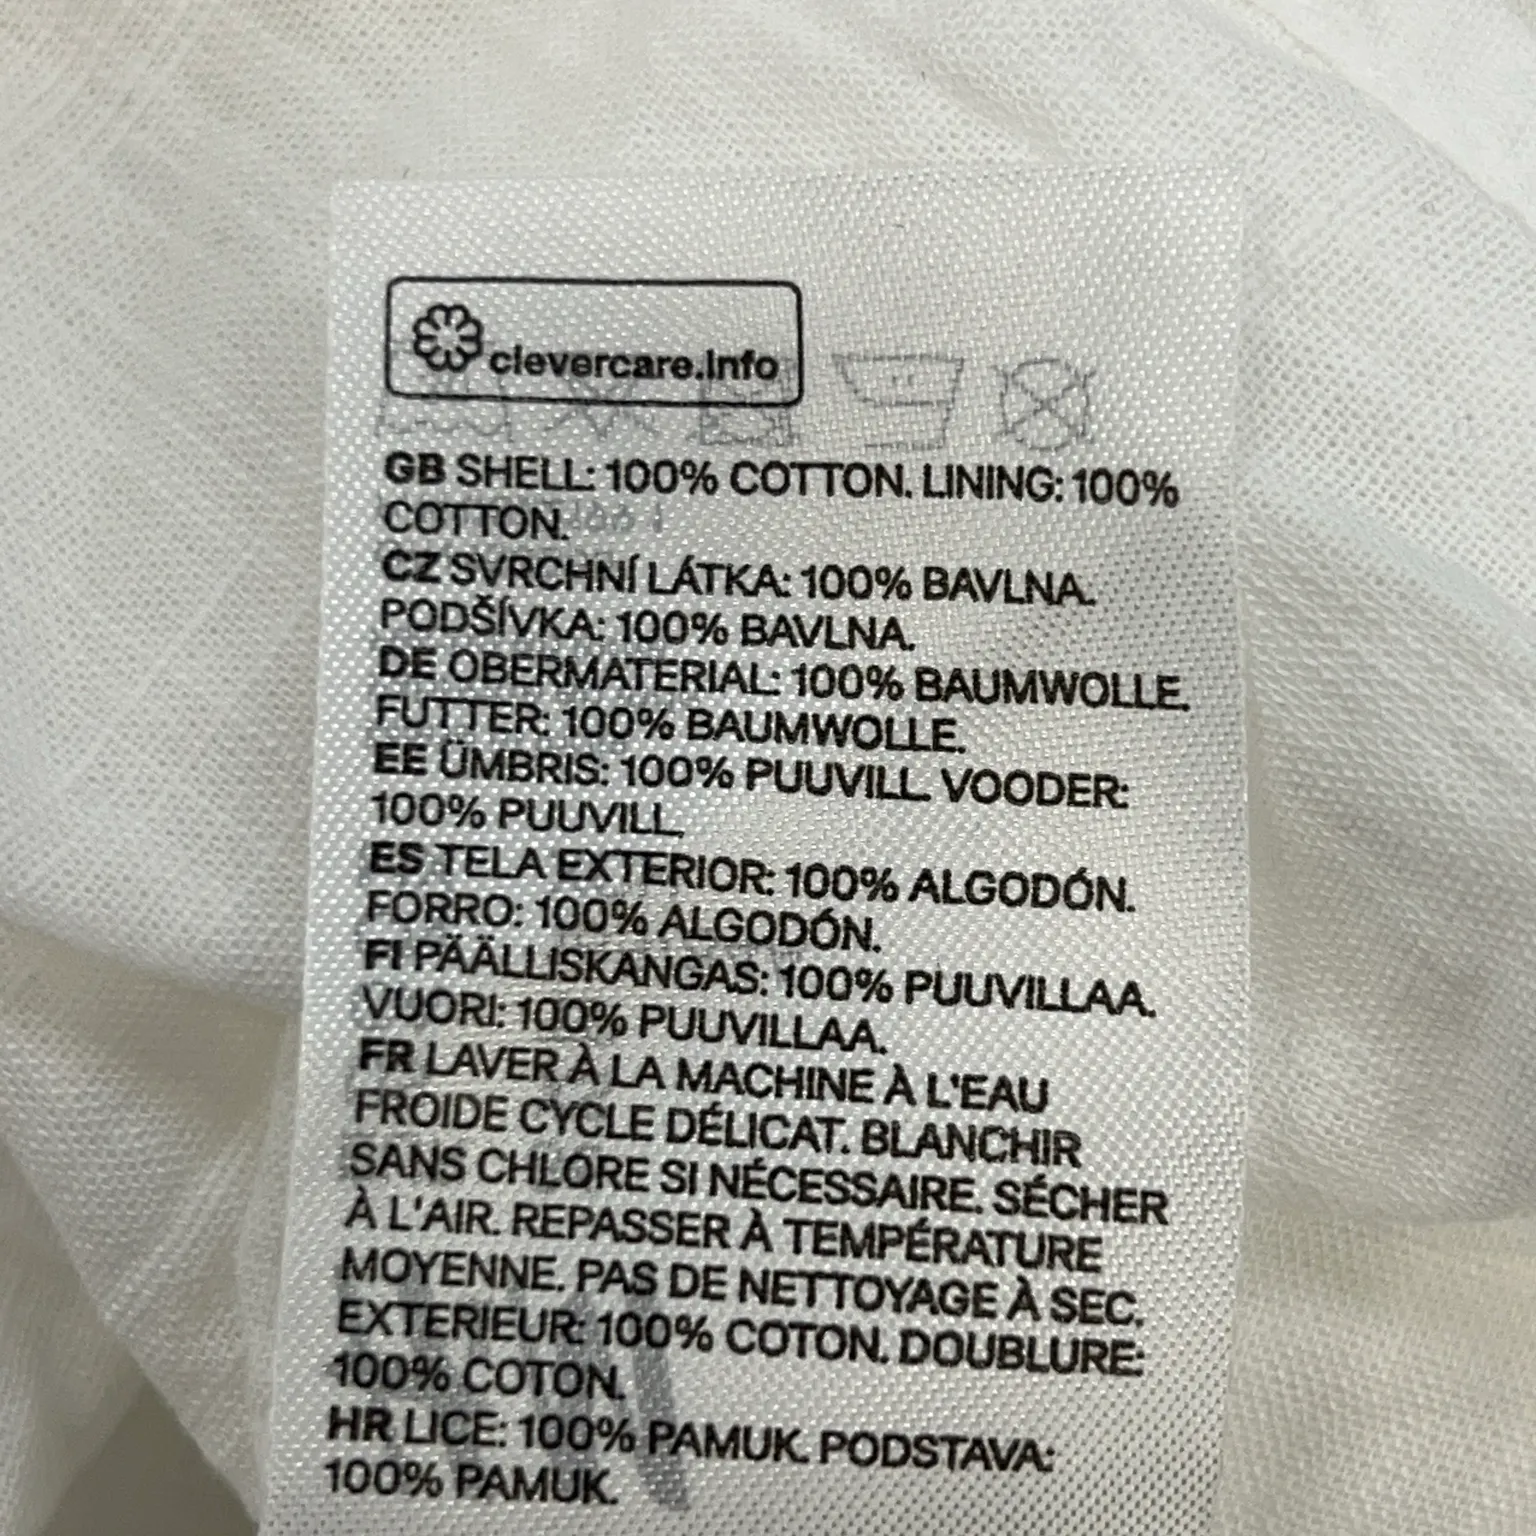 clevercare.info
GB SHELL: 100% COTTON. LINING: 100%
COTTON.
CZ SVRCHNÍ LÁTKA: 100% BAVLNA.
PODŠÍVKA: 100% BAVLNA.
DE OBERMATERIAL: 100% BAUMWOLLE.
FUTTER: 100% BAUMWOLLE.
EE ÜMBRIS: 100% PUUVILL. VOODER:
100% PUUVILL.
ES TELA EXTERIOR: 100% ALGODÓN.
FORRO: 100% ALGODÓN.
FI PÄÄLLISKANGAS: 100% PUUVILLAA.
VUORI: 100% PUUVILLAA.
FR LAVER À LA MACHINE À L'EAU
FROIDE CYCLE DÉLICAT. BLANCHIR
SANS CHLORE SI NÉCESSAIRE. SÉCHER
À L'AIR. REPASSER À TEMPÉRATURE
MOYENNE. PAS DE NETTOYAGE À SEC.
EXTERIEUR: 100% COTON. DOUBLURE:
100% COTON.
HR LICE: 100% PAMUK. PODSTAVA:
100% PAMUK.